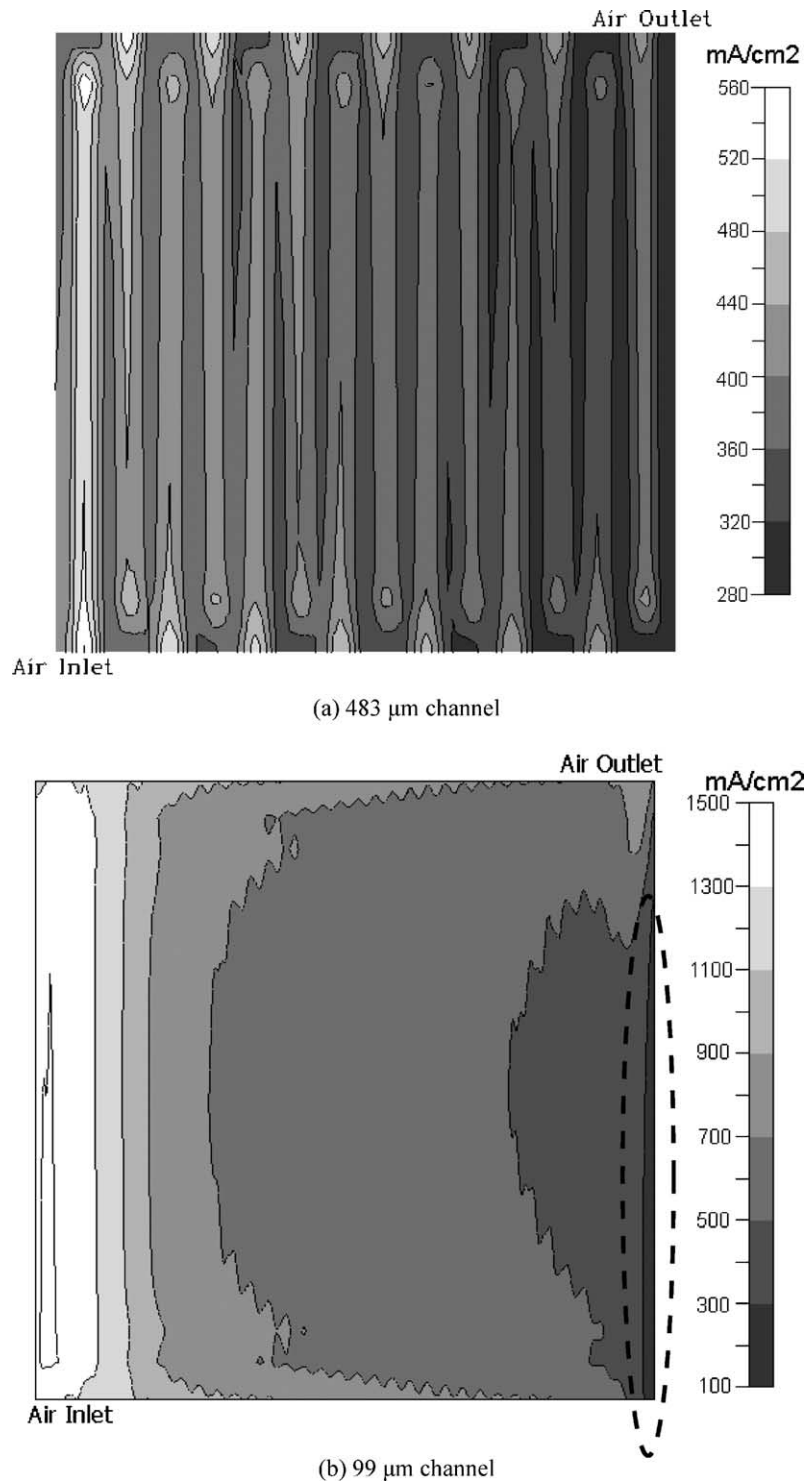 Air Outlet
mA/cm2
560
520
480
440
400
360
320
280
Air Inlet
(a) 483 μm channel
Air Outlet
mA/cm2
1500
1300
1100
900
700
500
300
100
Air Inlet
(b) 99 μm channel